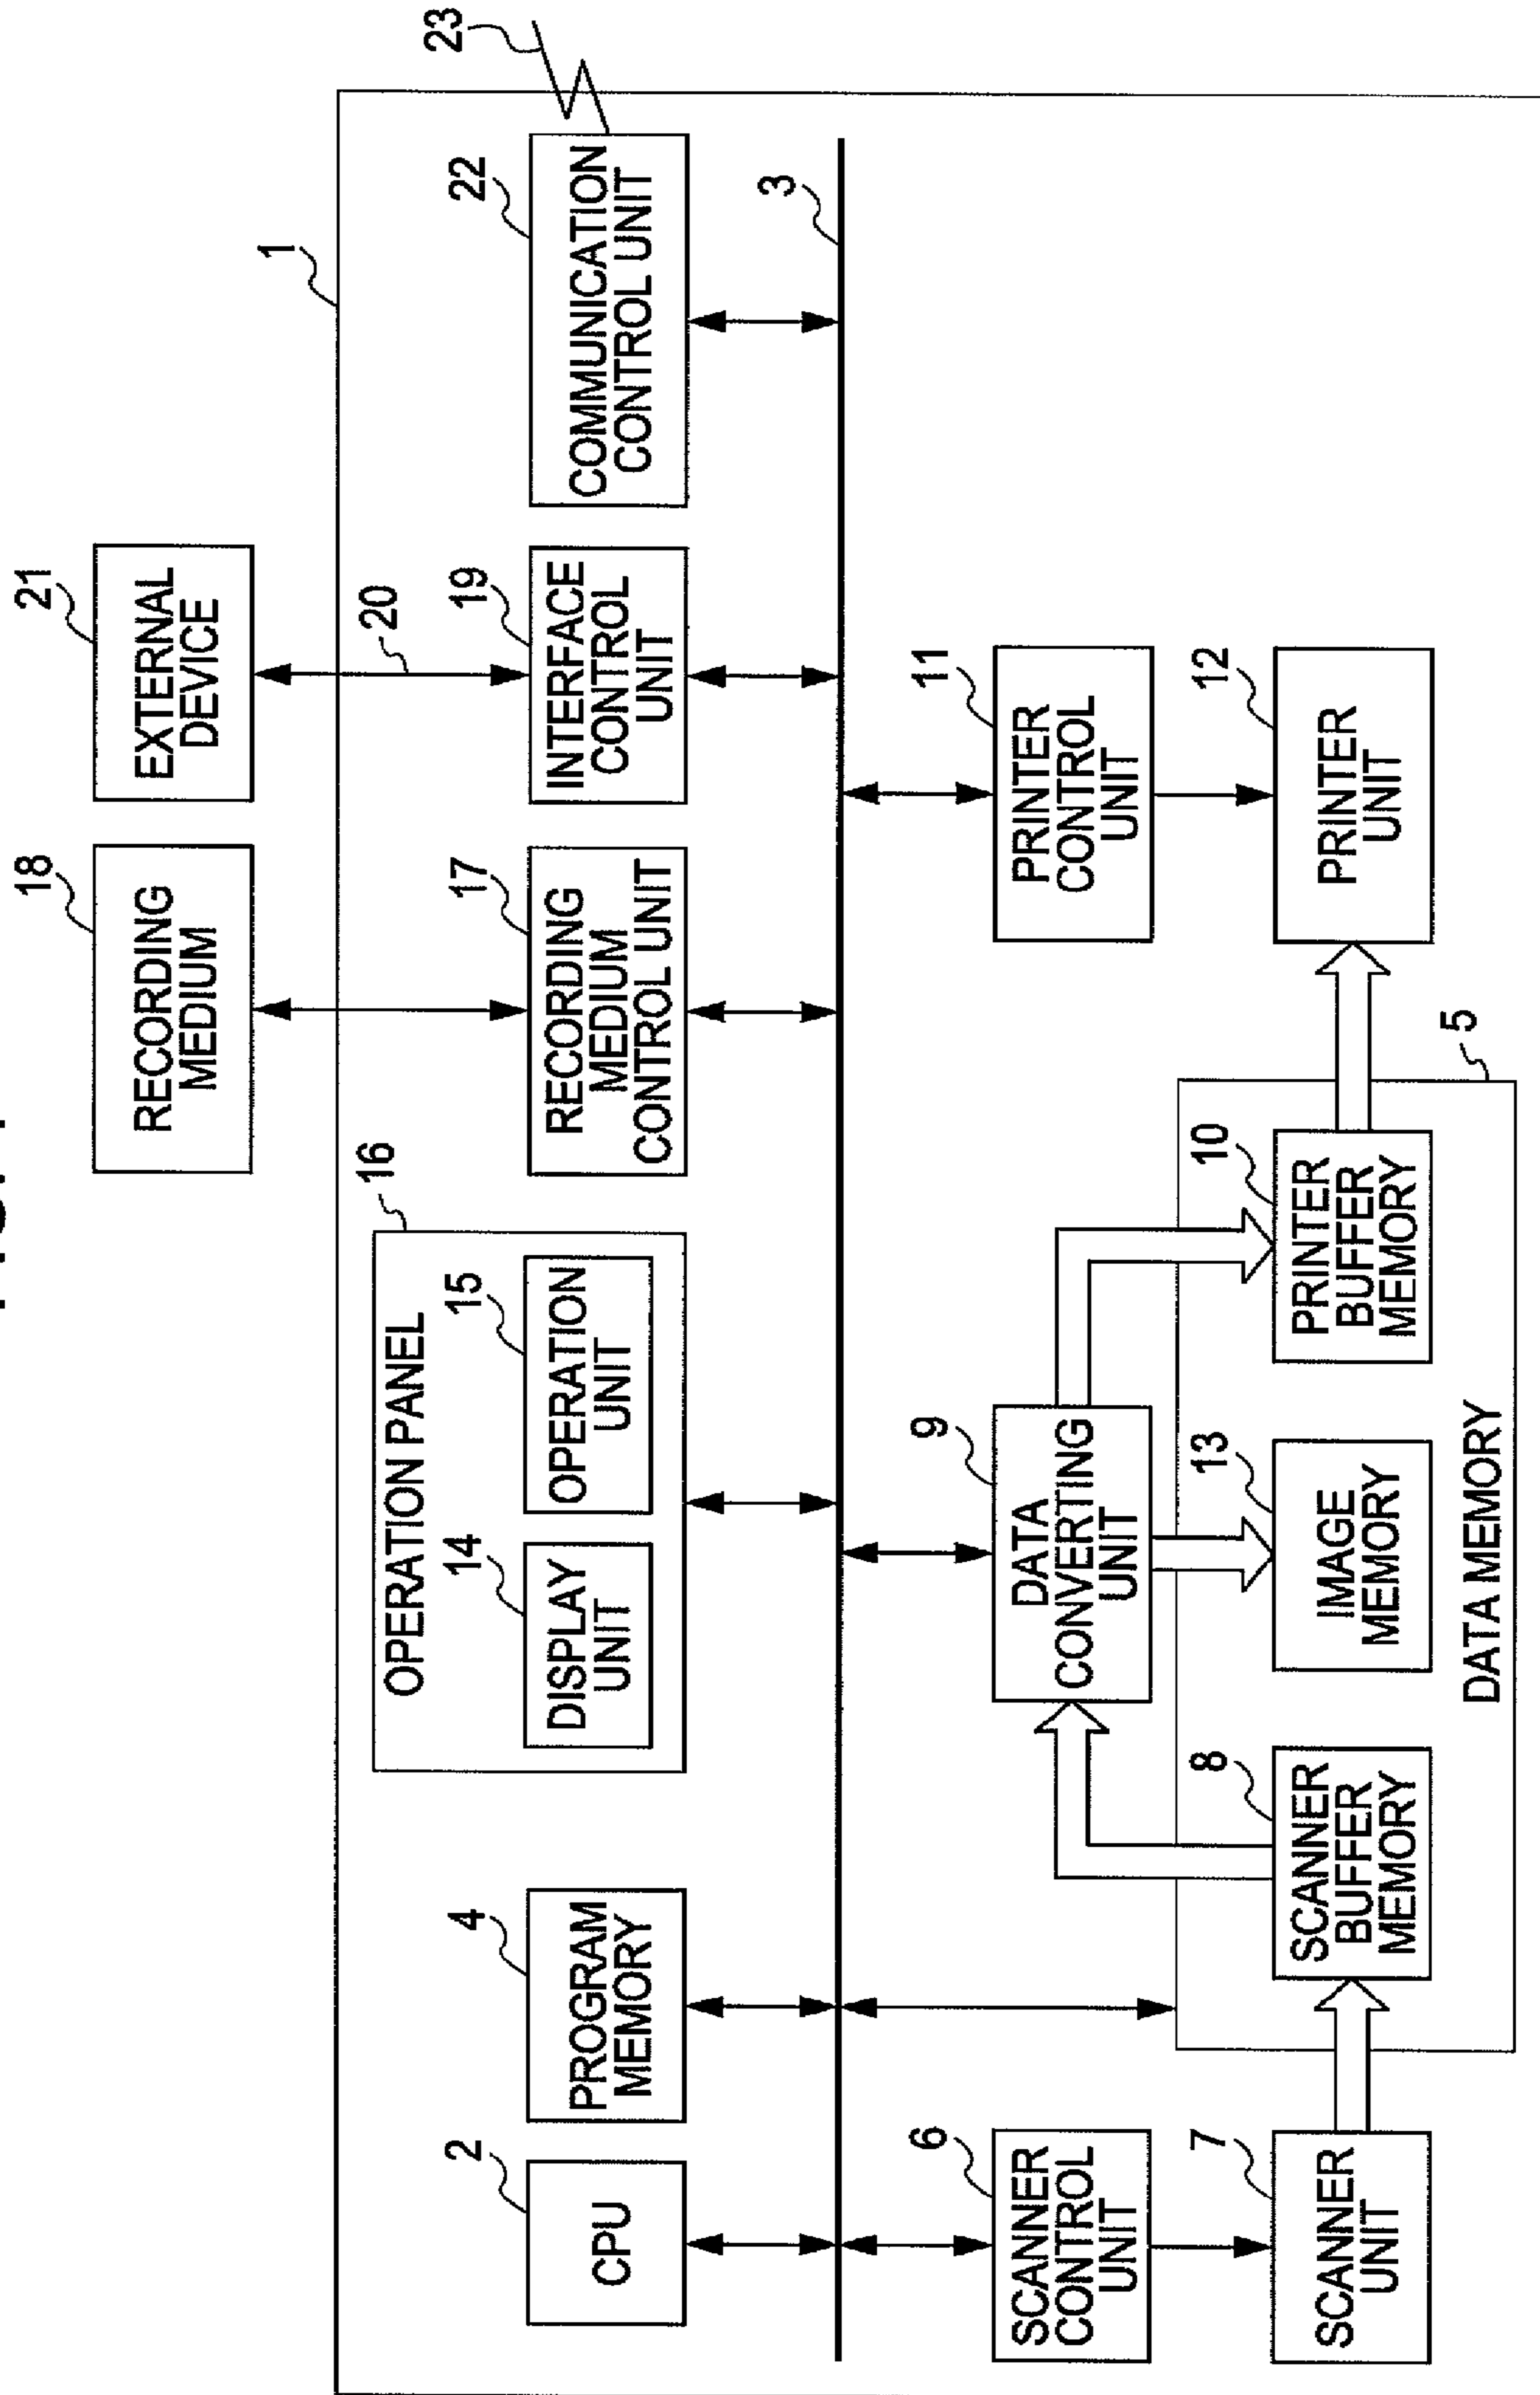 1
18
RECORDING
MEDIUM
21
EXTERNAL
DEVICE
20
23
2
CPU
4
PROGRAM
MEMORY
16
OPERATION PANEL
14
DISPLAY
UNIT
15
OPERATION
UNIT
17
RECORDING
MEDIUM
CONTROL UNIT
19
INTERFACE
CONTROL
UNIT
22
COMMUNICATION
CONTROL UNIT
3
6
SCANNER
CONTROL
UNIT
9
DATA
CONVERTING
UNIT
11
PRINTER
CONTROL
UNIT
7
SCANNER
UNIT
8
SCANNER
BUFFER
MEMORY
13
IMAGE
MEMORY
10
PRINTER
BUFFER
MEMORY
12
PRINTER
UNIT
5
DATA MEMORY